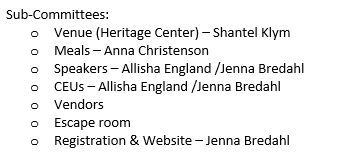 Sub-Committees:
o Venue (Heritage Center) – Shantel Klym
o Meals – Anna Christenson
o Speakers – Allisha England /Jenna Bredahl
o CEUs – Allisha England /Jenna Bredahl
o Vendors
o Escape room
o Registration & Website – Jenna Bredahl